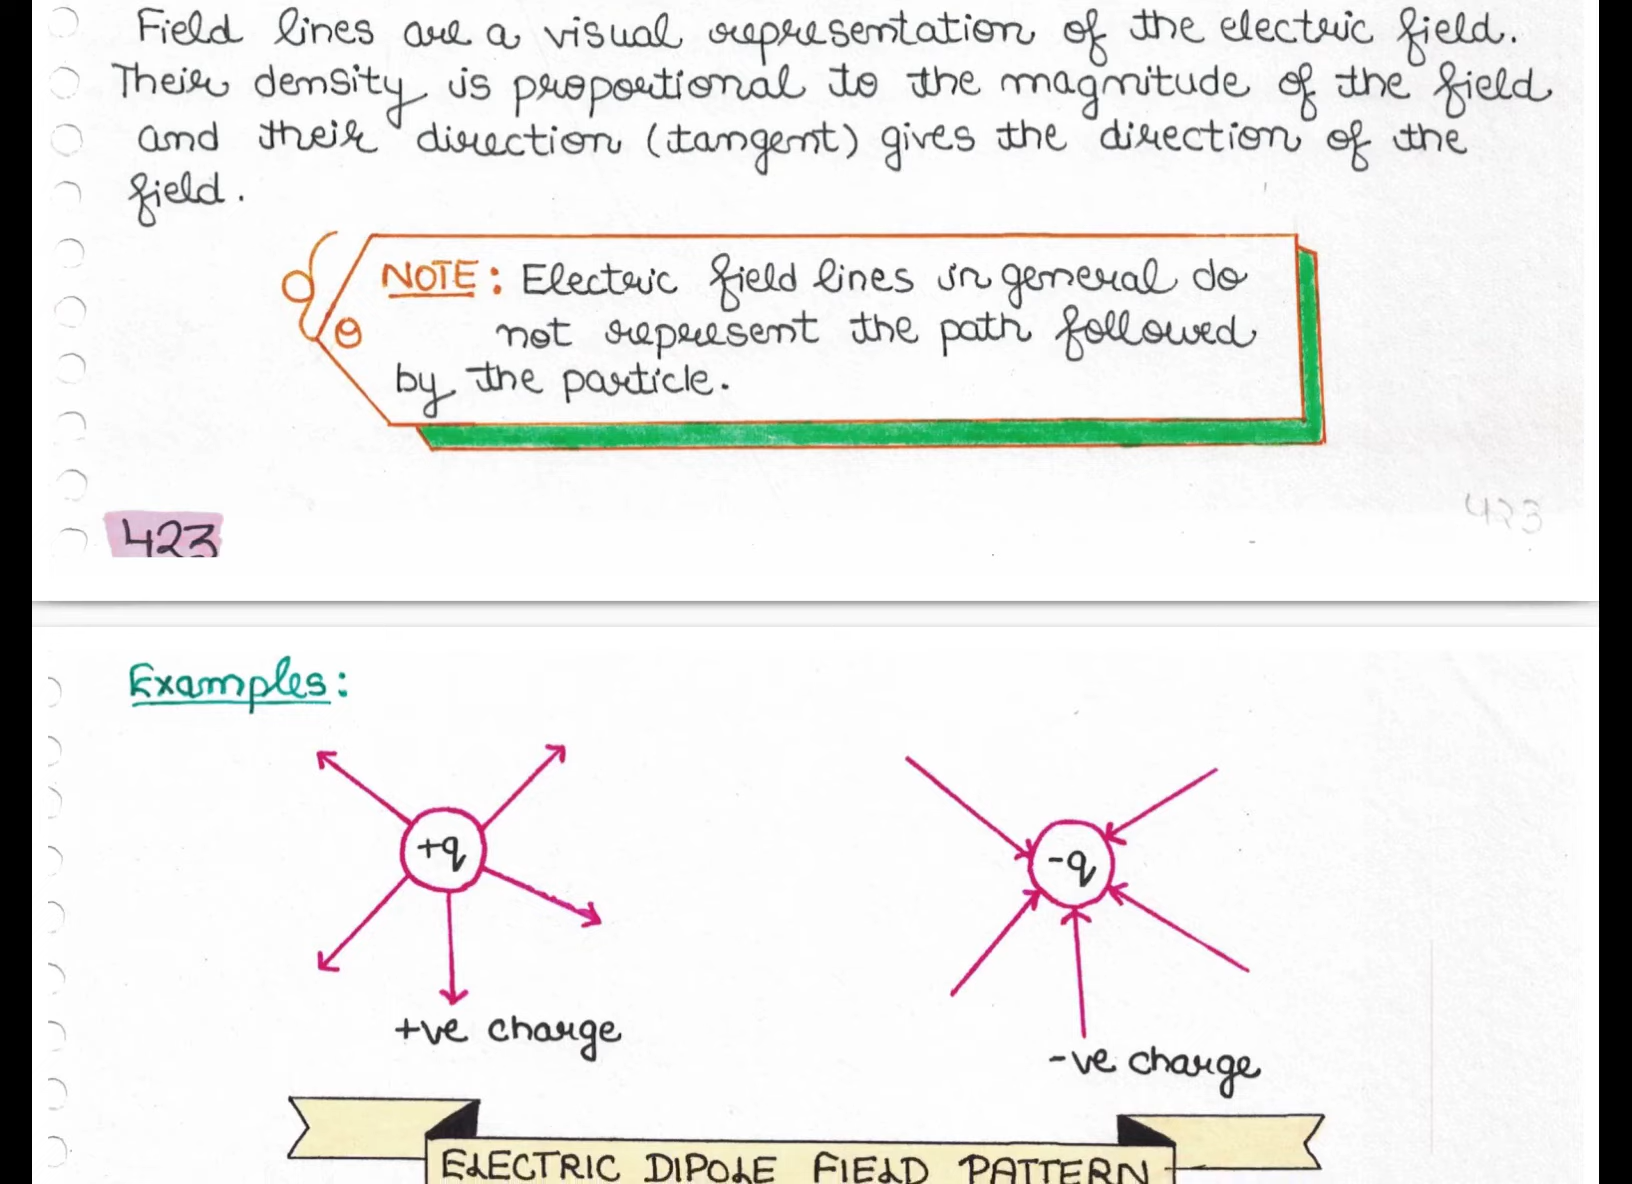 Field lines are a visual representation of the electric field.
Their density is proportional to the magnitude of the field
and their direction (tangent) gives the direction of the
field.
NOTE: Electric field lines in general do
not represent the path followed
by the particle.
423
423
Examples:
+q
-q
+ve charge
-ve charge
ELECTRIC DIPOLE FIELD PATTERN